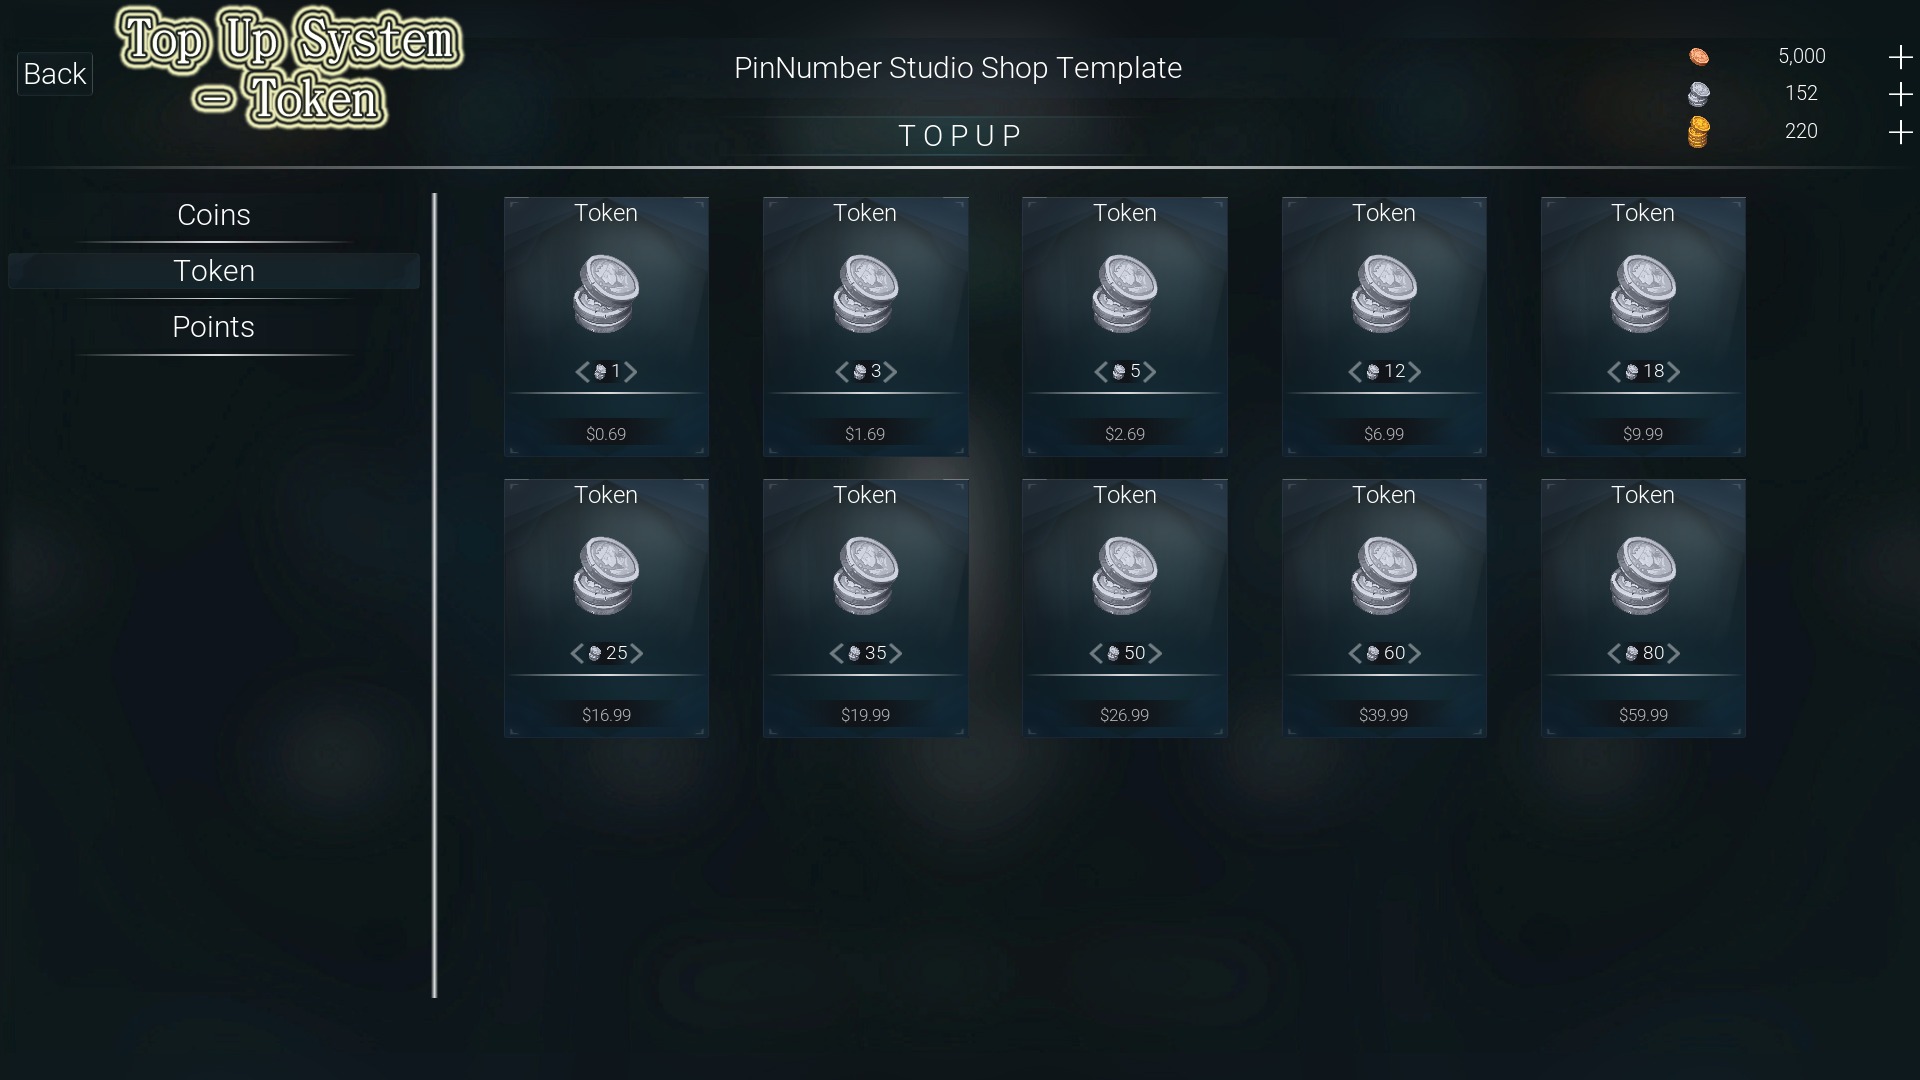 Top Up System
- Token
Back
PinNumber Studio Shop Template
TOPUP
5,000
152
220
Coins
Token
Points
Token
1
$0.69
Token
3
$1.69
Token
5
$2.69
Token
12
$6.99
Token
18
$9.99
Token
25
$16.99
Token
35
$19.99
Token
50
$26.99
Token
60
$39.99
Token
80
$59.99